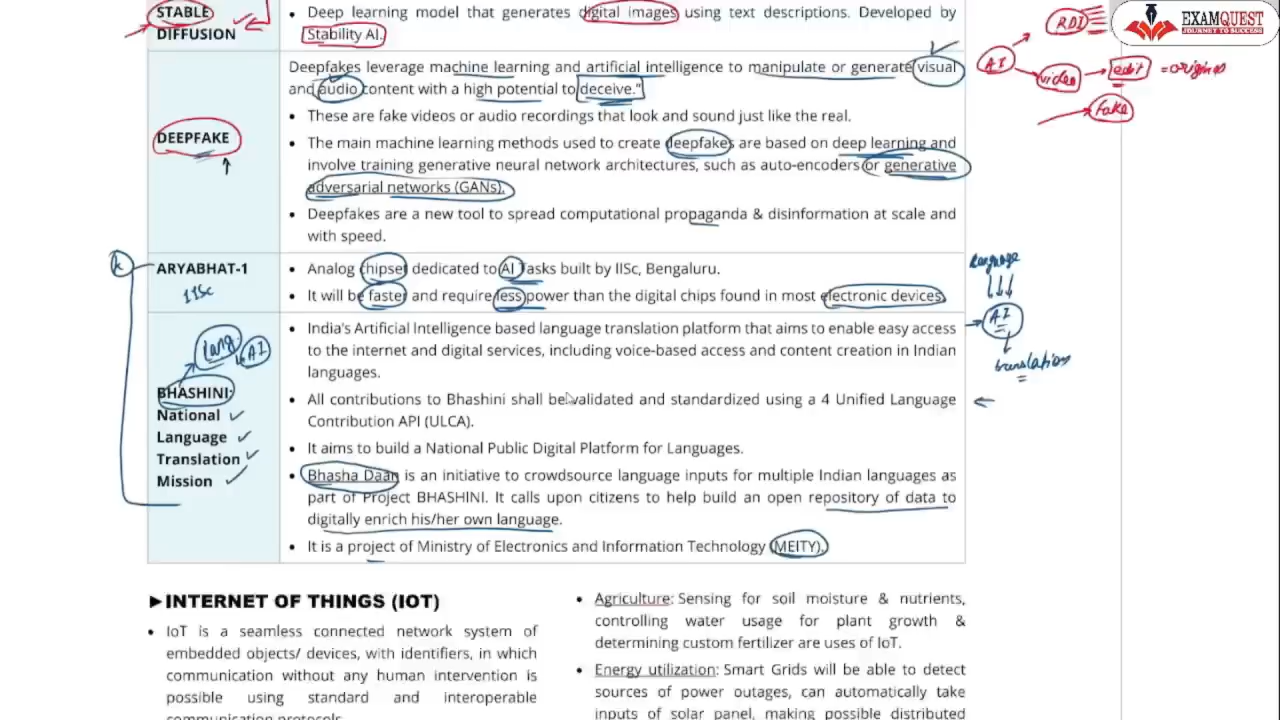 STABLE
DIFFUSION
• Deep learning model that generates digital images using text descriptions. Developed by
Stability AI.
DEEPFAKE
Deepfakes leverage machine learning and artificial intelligence to manipulate or generate visual
and audio content with a high potential to deceive."
• These are fake videos or audio recordings that look and sound just like the real.
• The main machine learning methods used to create deepfakes are based on deep learning and
involve training generative neural network architectures, such as auto-encoders or generative
adversarial networks (GANs).
• Deepfakes are a new tool to spread computational propaganda & disinformation at scale and
with speed.
ARYABHAT-1
IISc
• Analog chipset dedicated to AI Tasks built by IISc, Bengaluru.
• It will be faster and require less power than the digital chips found in most electronic devices.
lang
AI
BHASHINI:
National
Language
Translation
Mission
• India's Artificial Intelligence based language translation platform that aims to enable easy access
to the internet and digital services, including voice-based access and content creation in Indian
languages.
• All contributions to Bhashini shall be validated and standardized using a 4 Unified Language
Contribution API (ULCA).
• It aims to build a National Public Digital Platform for Languages.
• Bhasha Daan is an initiative to crowdsource language inputs for multiple Indian languages as
part of Project BHASHINI. It calls upon citizens to help build an open repository of data to
digitally enrich his/her own language.
• It is a project of Ministry of Electronics and Information Technology (MEITY).
►INTERNET OF THINGS (IOT)
• IoT is a seamless connected network system of
embedded objects/ devices, with identifiers, in which
communication without any human intervention is
possible using standard and interoperable
communication protocols.
• Agriculture: Sensing for soil moisture & nutrients,
controlling water usage for plant growth &
determining custom fertilizer are uses of IoT.
• Energy utilization: Smart Grids will be able to detect
sources of power outages, can automatically take
inputs of solar panel, making possible distributed
EXAMQUEST
JOURNEY TO SUCCESS
AI
video
edit
Fake
language
AI
translation